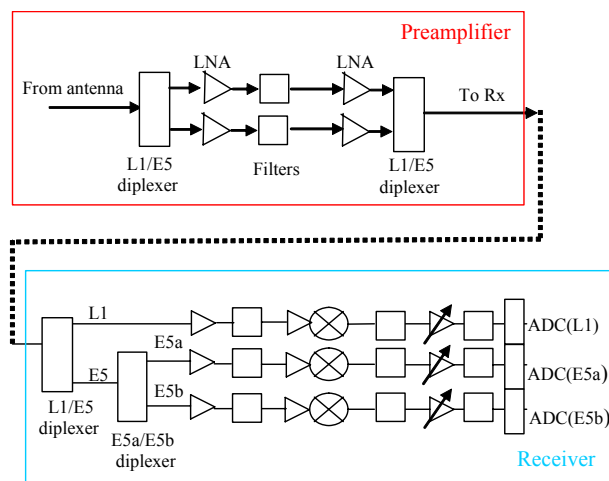 Preamplifier
LNA
LNA
From antenna
To Rx
L1/E5
diplexer
Filters
L1/E5
diplexer
L1
ADC(L1)
E5a
E5
ADC(E5a)
E5b
L1/E5
diplexer
ADC(E5b)
E5a/E5b
diplexer
Receiver